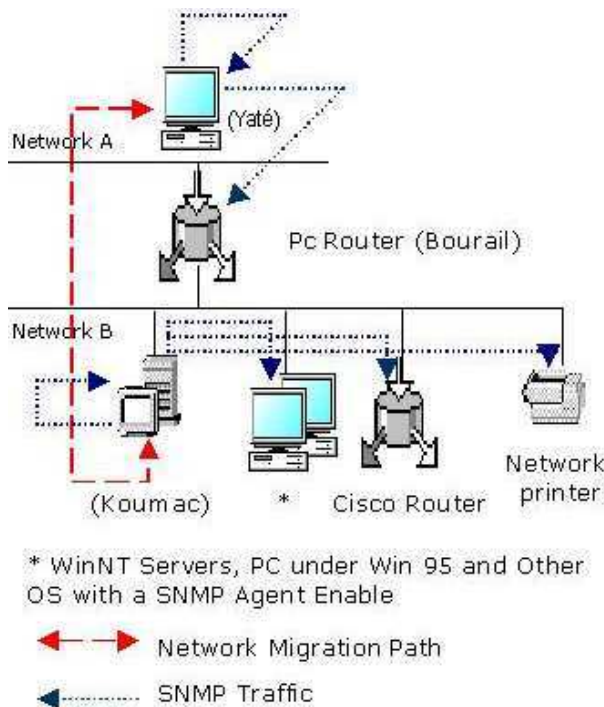 (Yaté)
Network A
Pc Router (Bourail)
Network B
(Koumac)
*
Cisco Router
Network
printer
* WinNT Servers, PC under Win 95 and Other
OS with a SNMP Agent Enable
Network Migration Path
SNMP Traffic